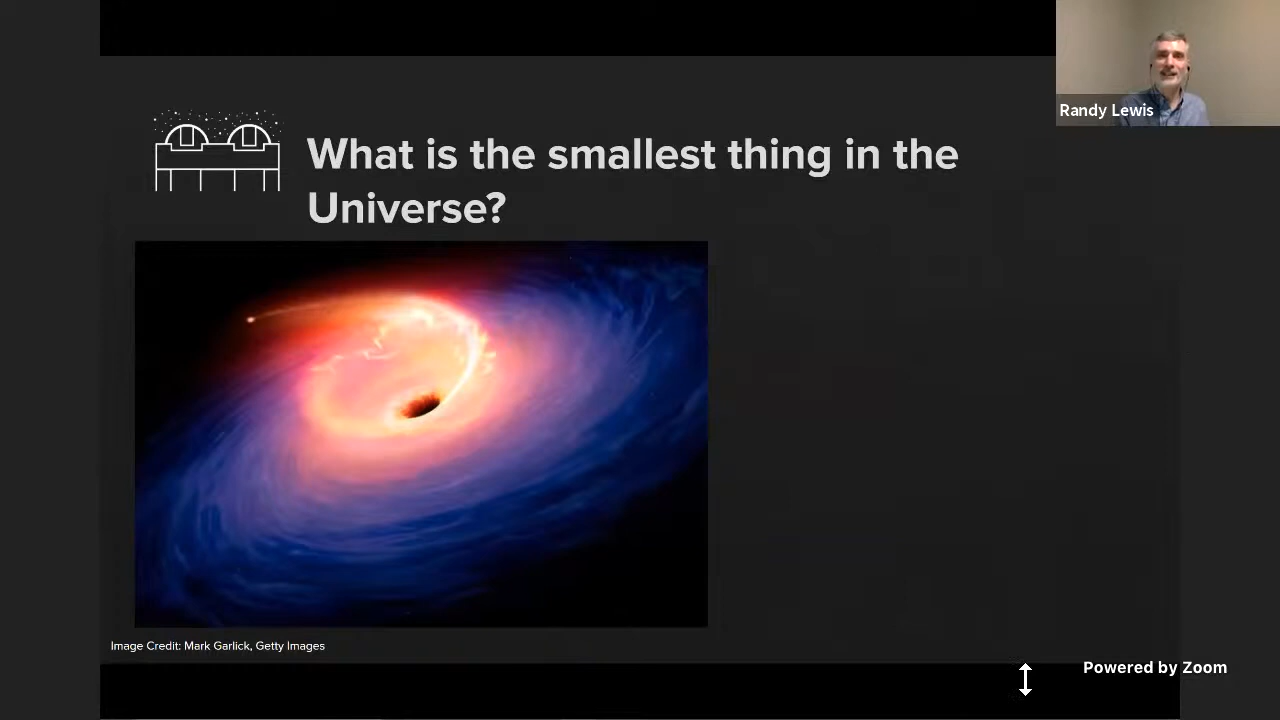 Randy Lewis
What is the smallest thing in the
Universe?
Image Credit: Mark Garlick, Getty Images
Powered by Zoom